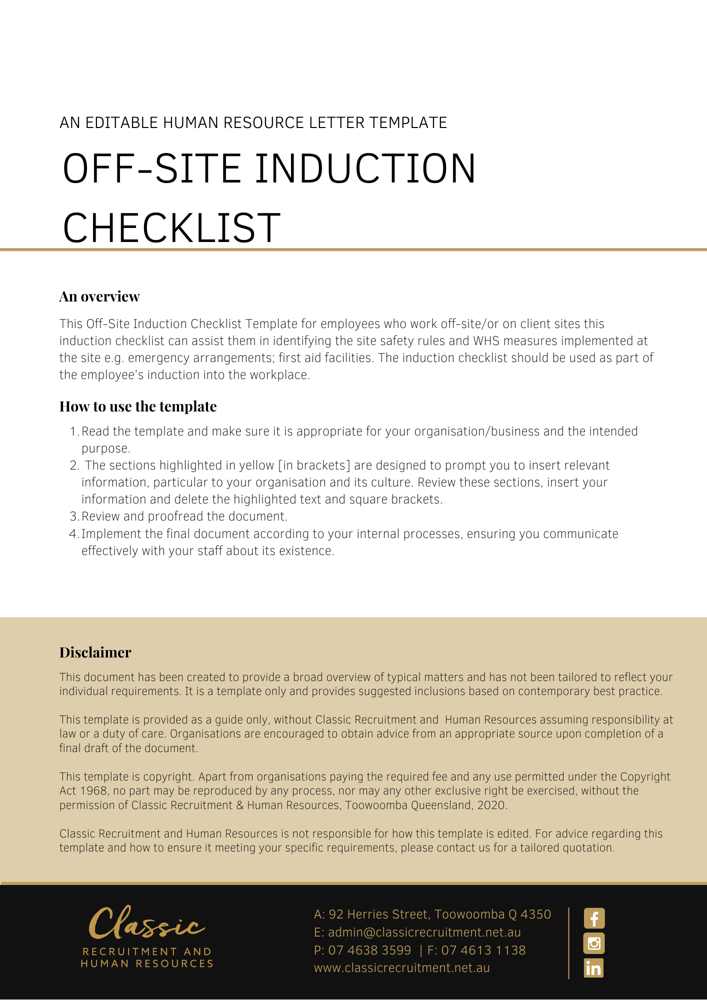 AN EDITABLE HUMAN RESOURCE LETTER TEMPLATE
OFF-SITE INDUCTION
CHECKLIST
An overview
This Off-Site Induction Checklist Template for employees who work off-site/or on client sites this
induction checklist can assist them in identifying the site safety rules and WHS measures implemented at
the site e.g. emergency arrangements; first aid facilities. The induction checklist should be used as part of
the employee's induction into the workplace.
How to use the template
1. Read the template and make sure it is appropriate for your organisation/business and the intended
purpose.
2. The sections highlighted in yellow [in brackets] are designed to prompt you to insert relevant
information, particular to your organisation and its culture. Review these sections, insert your
information and delete the highlighted text and square brackets.
3. Review and proofread the document.
4. Implement the final document according to your internal processes, ensuring you communicate
effectively with your staff about its existence.
Disclaimer
This document has been created to provide a broad overview of typical matters and has not been tailored to reflect your
individual requirements. It is a template only and provides suggested inclusions based on contemporary best practice.
This template is provided as a guide only, without Classic Recruitment and Human Resources assuming responsibility at
law or a duty of care. Organisations are encouraged to obtain advice from an appropriate source upon completion of a
final draft of the document.
This template is copyright. Apart from organisations paying the required fee and any use permitted under the Copyright
Act 1968, no part may be reproduced by any process, nor may any other exclusive right be exercised, without the
permission of Classic Recruitment & Human Resources, Toowoomba Queensland, 2020.
Classic Recruitment and Human Resources is not responsible for how this template is edited. For advice regarding this
template and how to ensure it meeting your specific requirements, please contact us for a tailored quotation.
Classic
RECRUITMENT AND
HUMAN RESOURCES
A: 92 Herries Street, Toowoomba Q 4350
E: admin@classicrecruitment.net.au
P: 07 4638 3599 | F: 07 4613 1138
www.classicrecruitment.net.au